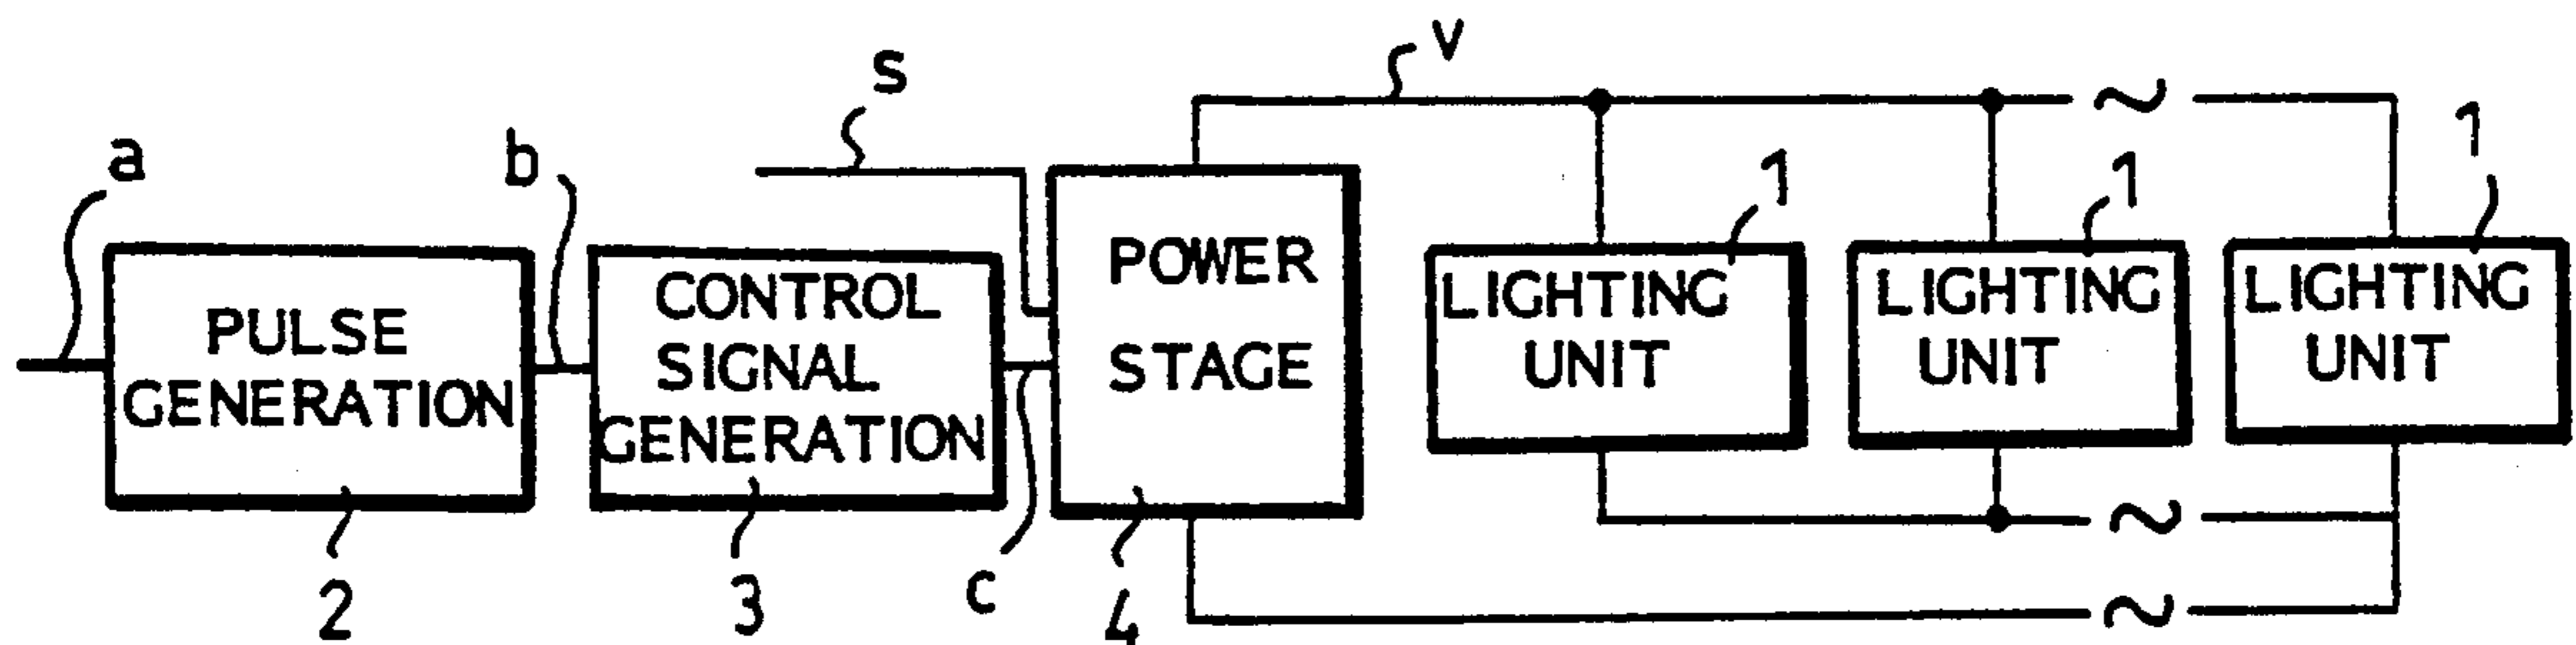 a
b
s
v
1
1
1
PULSE
GENERATION
CONTROL
SIGNAL
GENERATION
POWER
STAGE
LIGHTING
UNIT
LIGHTING
UNIT
LIGHTING
UNIT
2
3
c
4